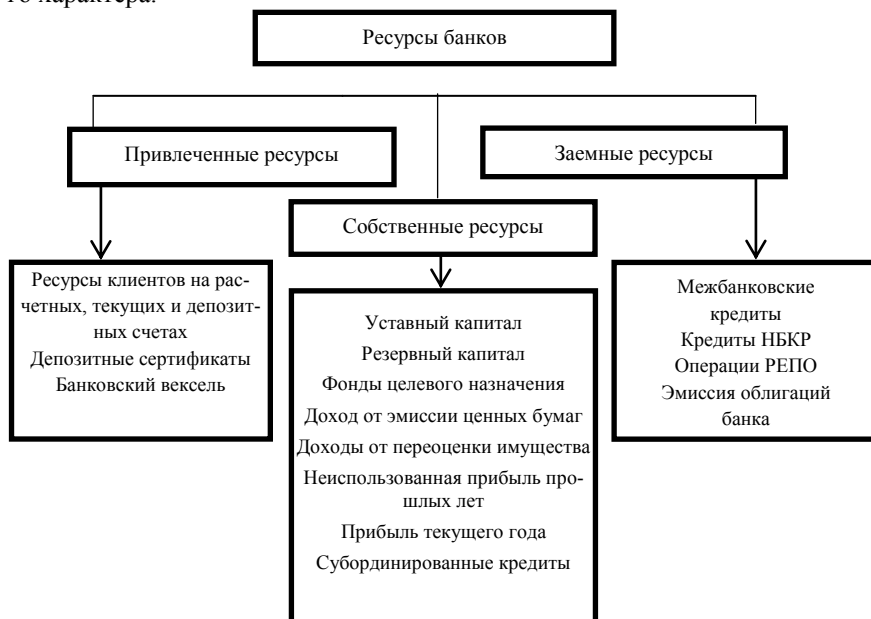 го характера.
Ресурсы банков
Привлеченные ресурсы
Заемные ресурсы
Собственные ресурсы
Ресурсы клиентов на рас-
четных, текущих и депозит-
ных счетах
Депозитные сертификаты
Банковский вексель
Уставный капитал
Резервный капитал
Фонды целевого назначения
Доход от эмиссии ценных бумаг
Доходы от переоценки имущества
Неиспользованная прибыль про-
шлых лет
Прибыль текущего года
Субординированные кредиты
Межбанковские
кредиты
Кредиты НБКР
Операции РЕПО
Эмиссия облигаций
банка